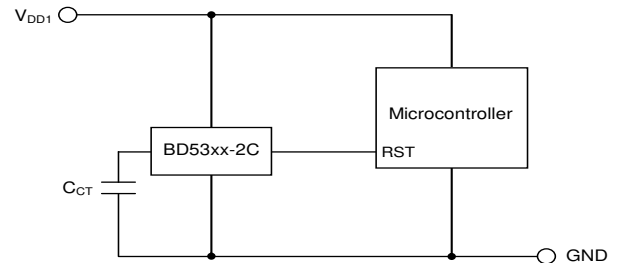 VDD1
Microcontroller
BD53xx-2C
RST
CCT
GND